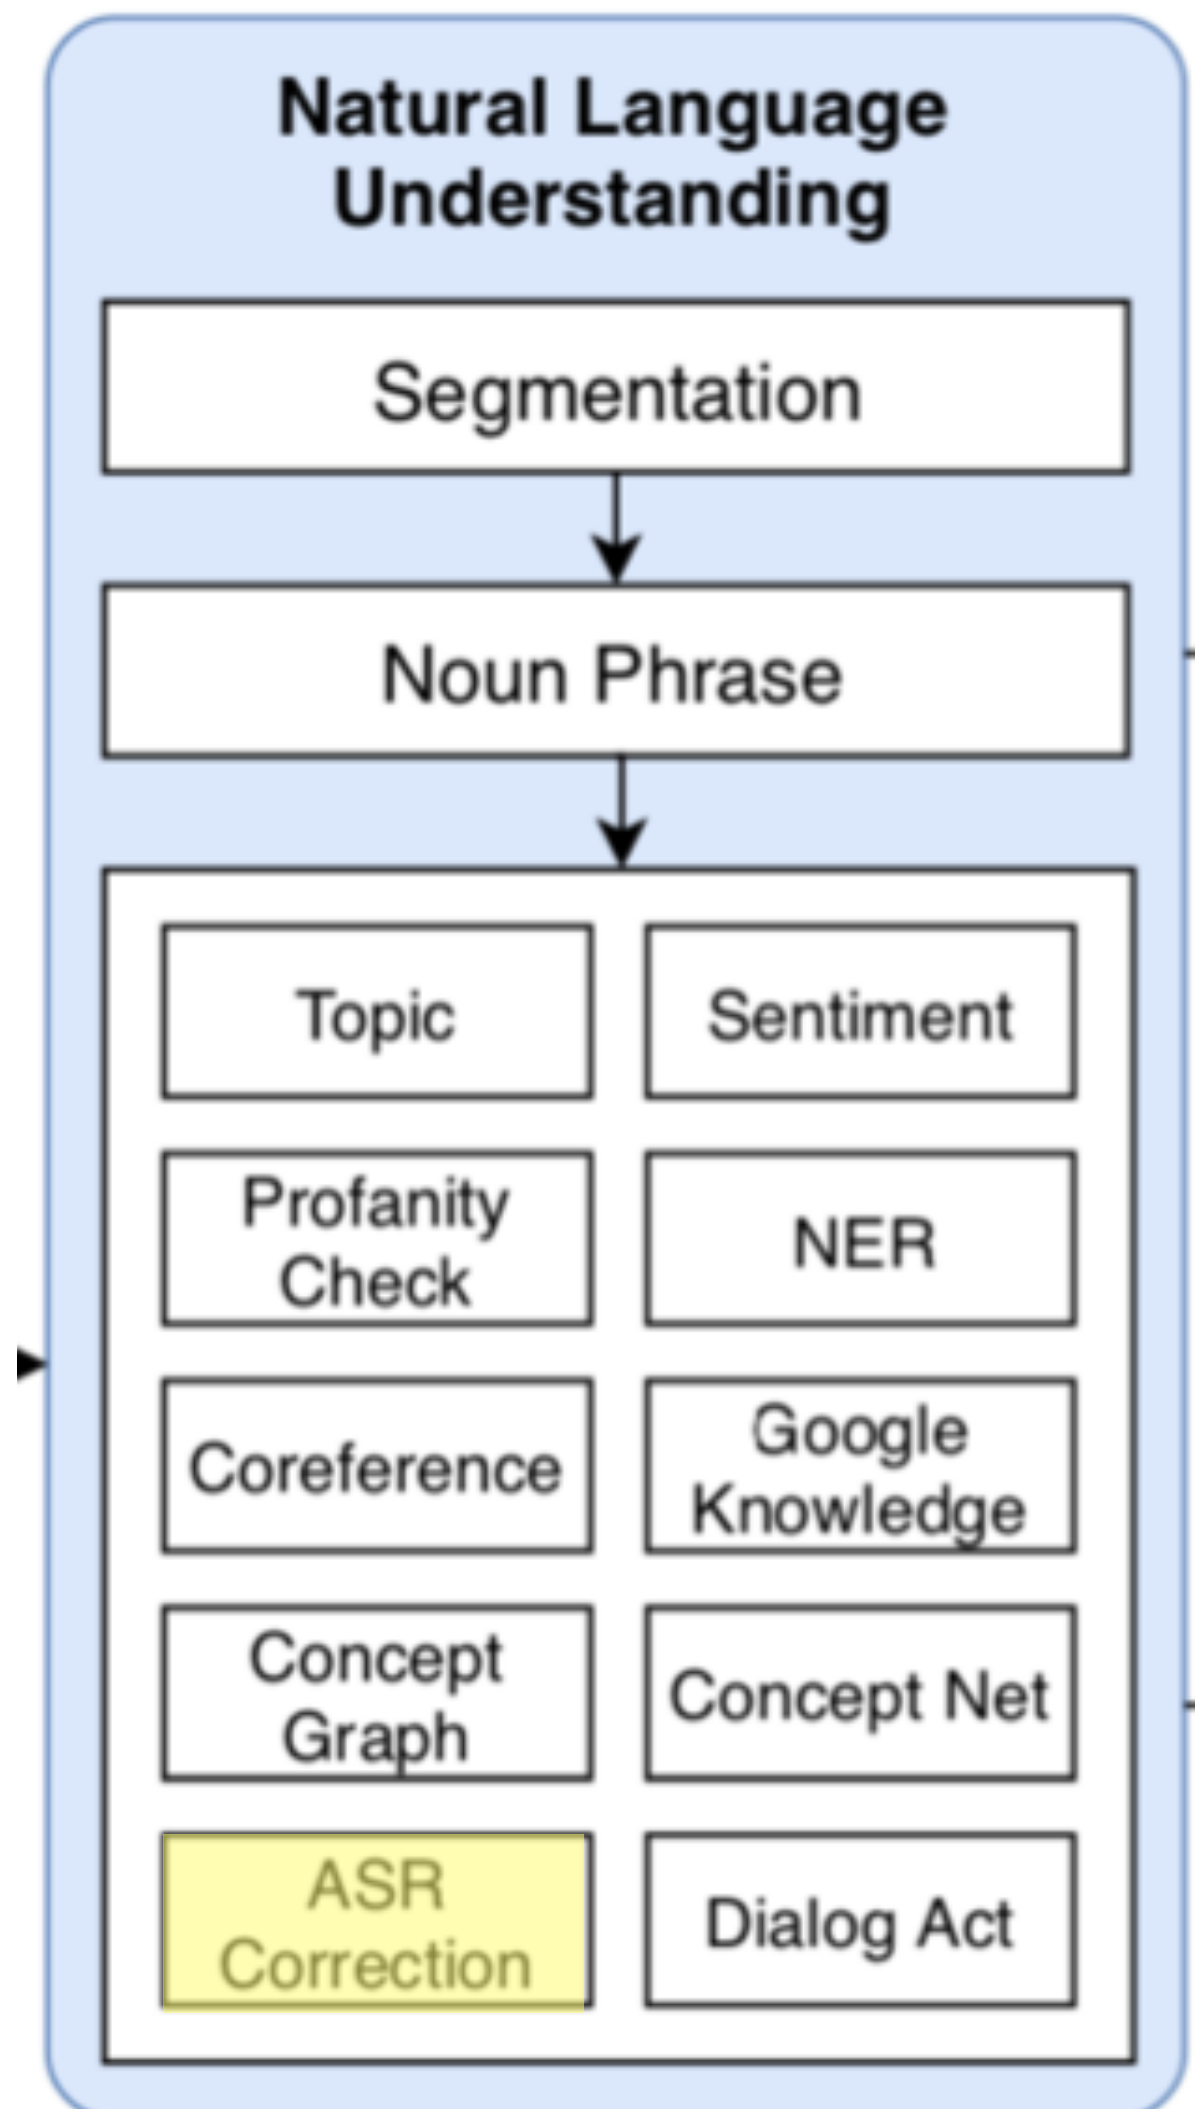 Natural Language
Understanding
Segmentation
Noun Phrase
Topic
Sentiment
Profanity
Check
NER
Coreference
Google
Knowledge
Concept
Graph
Concept Net
ASR
Correction
Dialog Act